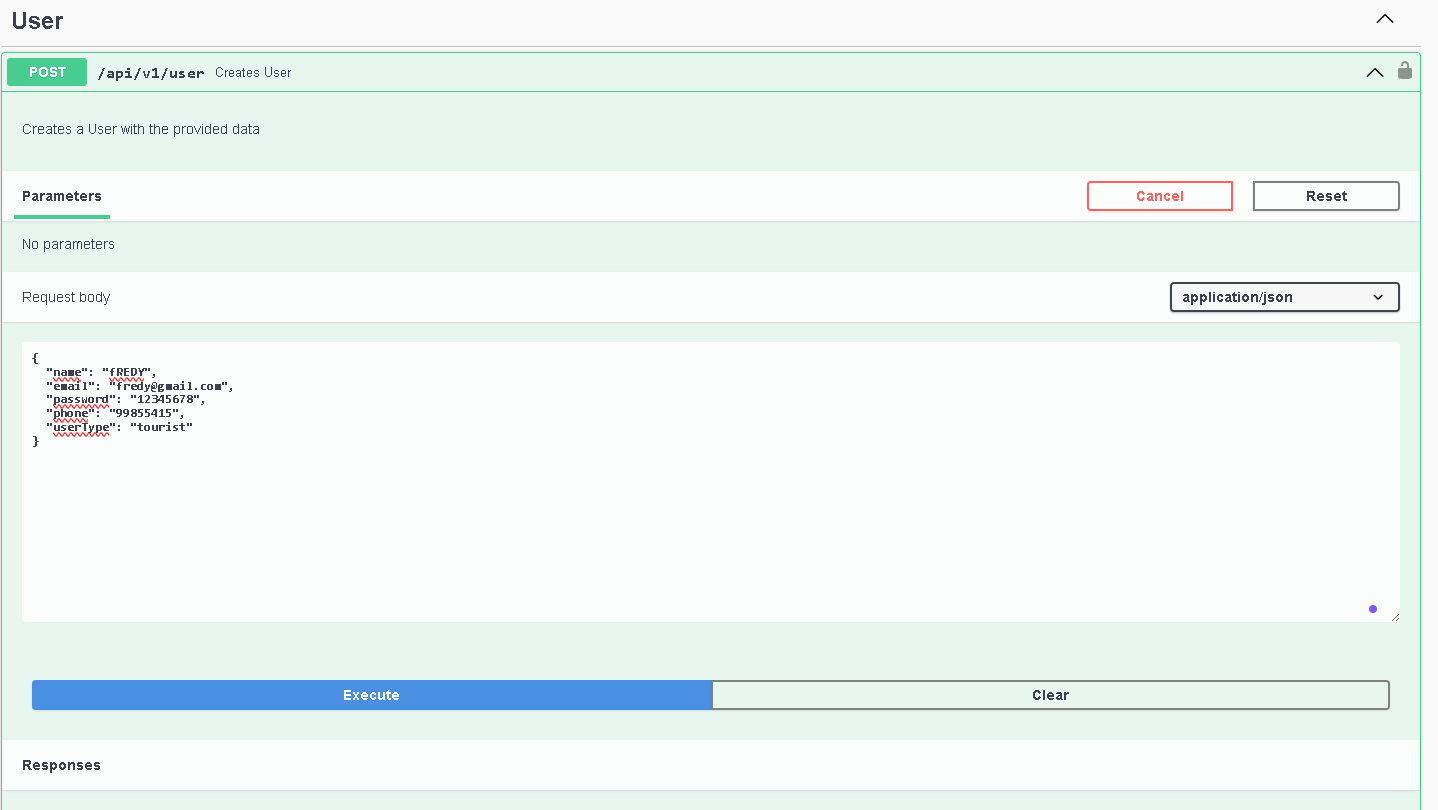 User
POST /api/v1/user Creates User
Creates a User with the provided data
Parameters
Cancel
Reset
No parameters
Request body
application/json
{
  "name": "fREDY",
  "email": "fredy@gmail.com",
  "password": "12345678",
  "phone": "99855415",
  "userType": "tourist"
}
Execute
Clear
Responses